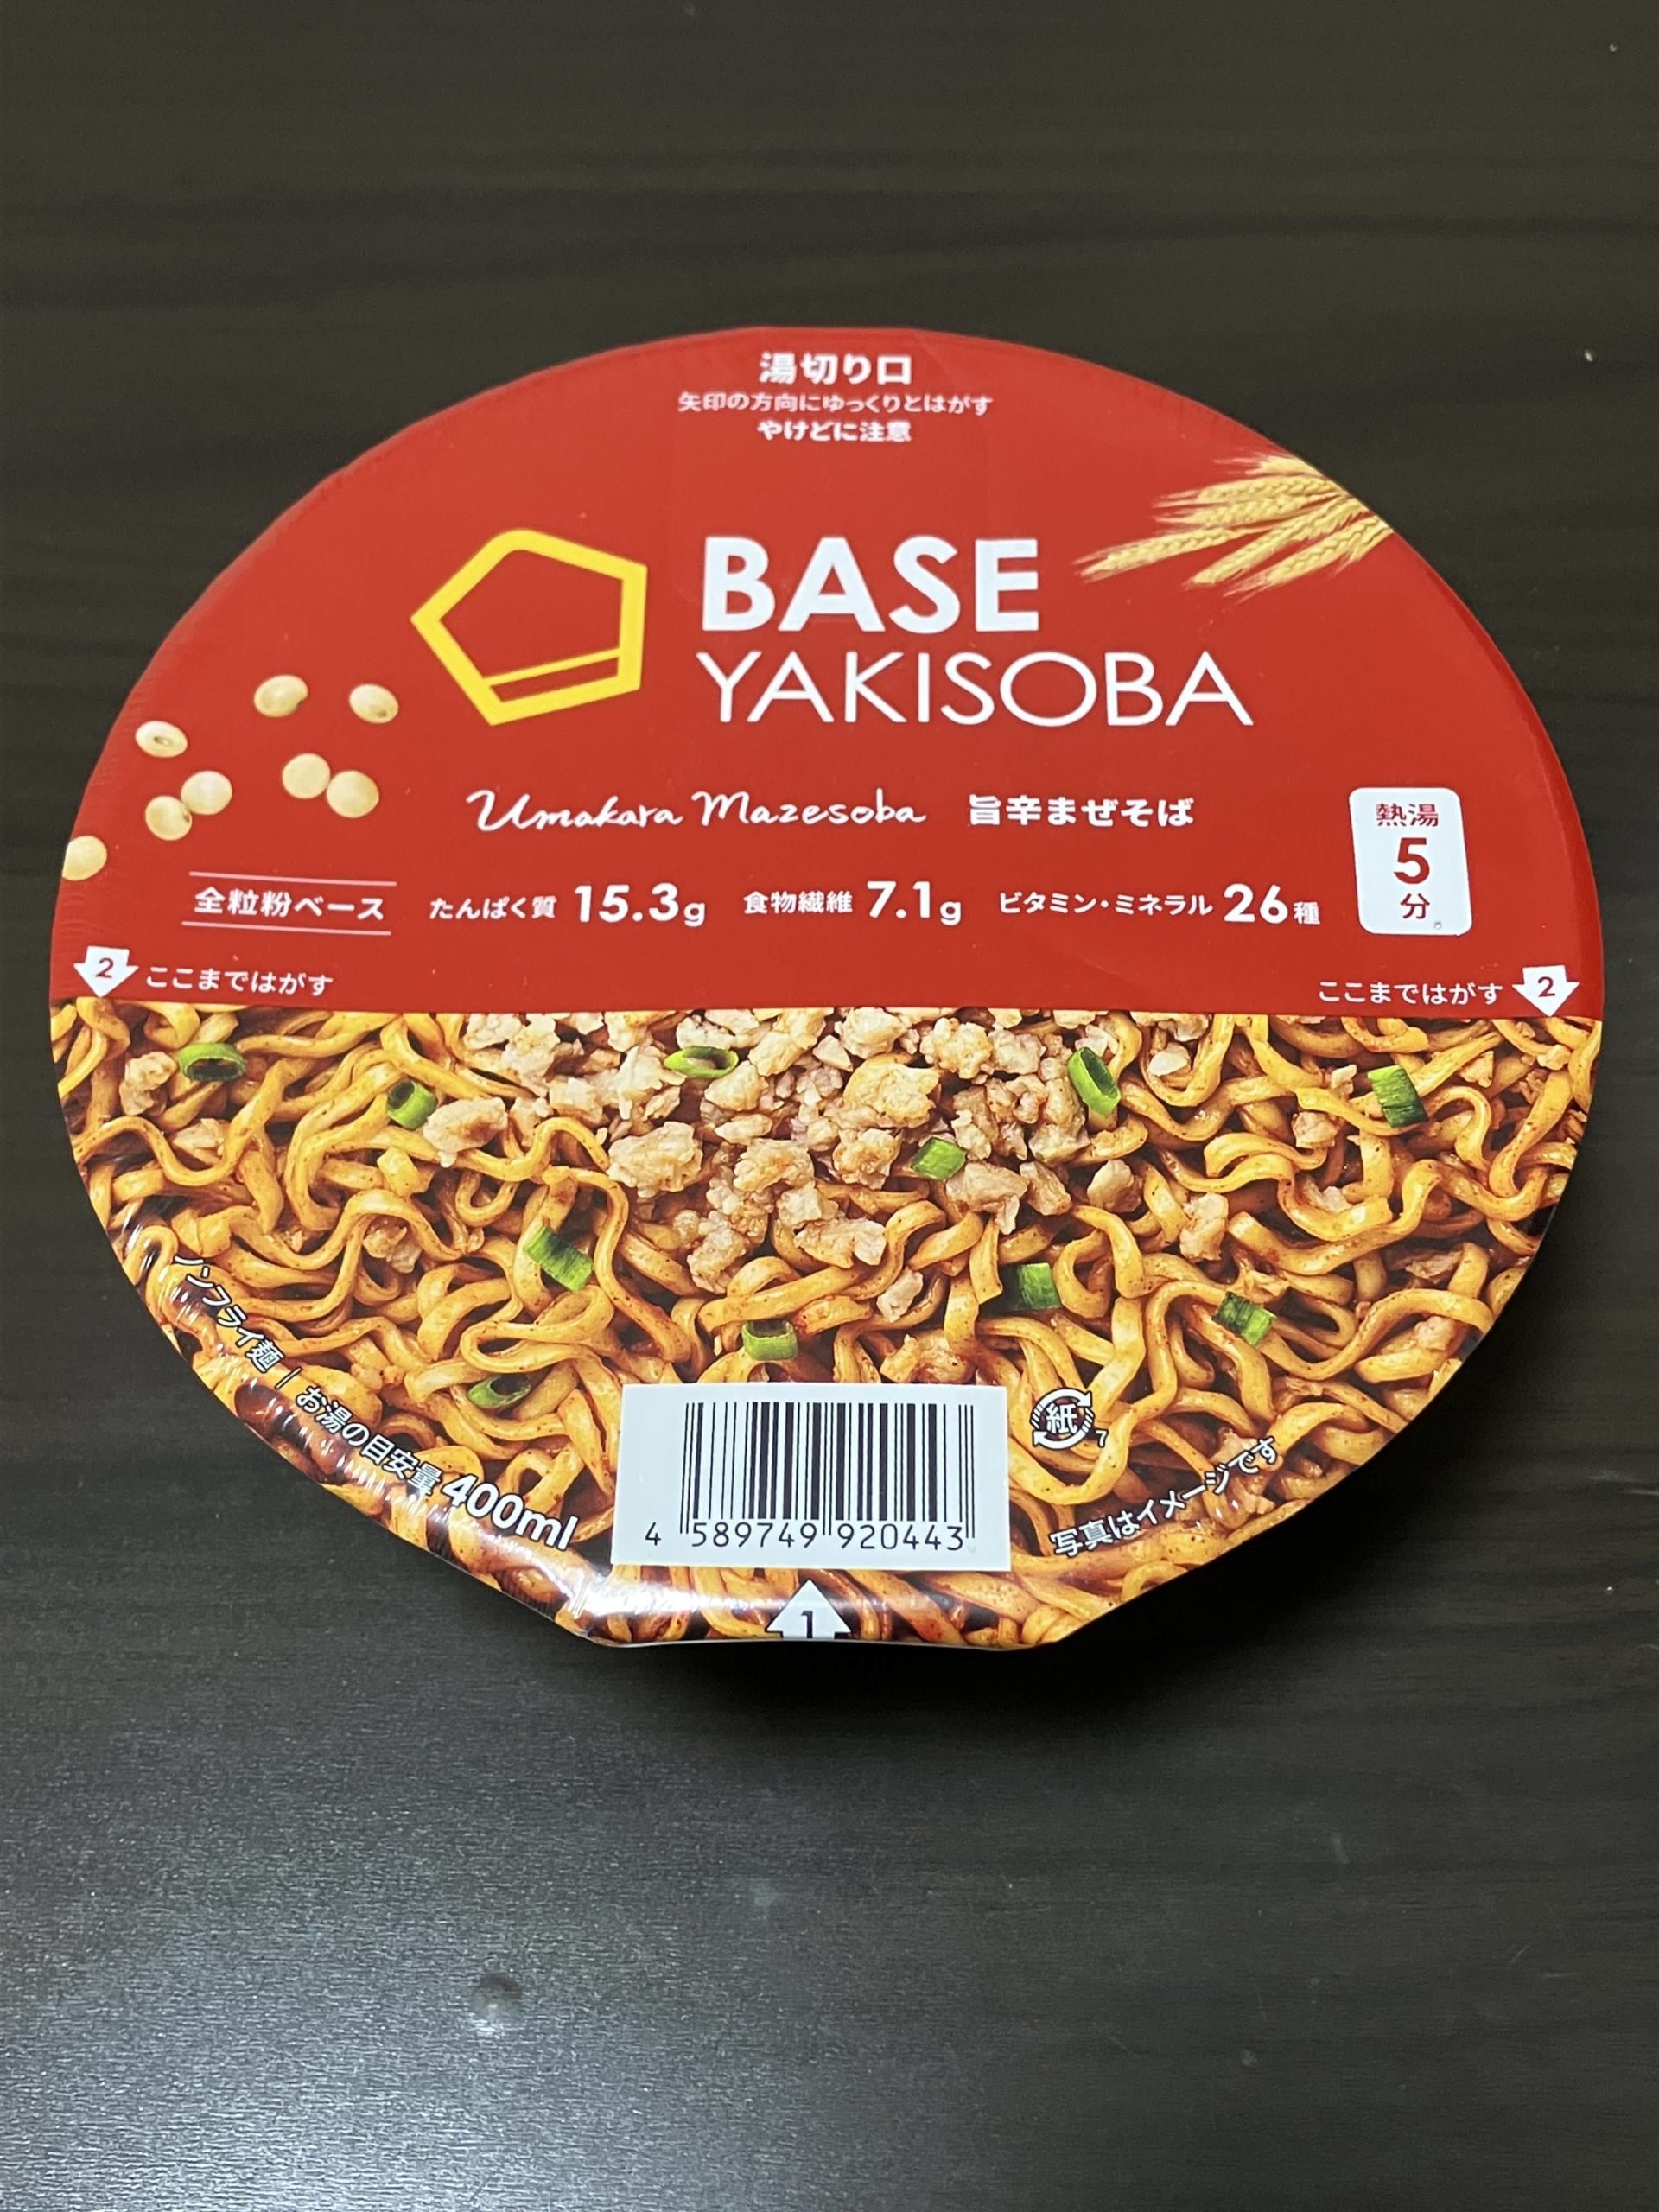 湯切り口
矢印の方向にゆっくりとはがす
やけどに注意
BASE
YAKISOBA
Umakara Mazesoba 旨辛まぜそば
熱湯
5
分
全粒粉ベース たんぱく質 15.3g 食物繊維 7.1g ビタミン・ミネラル 26種
2 ここまではがす
ここまではがす 2
ノンフライ麺 | お湯の目安量 400ml
紙 7
写真はイメージです
4 589749 920443
1